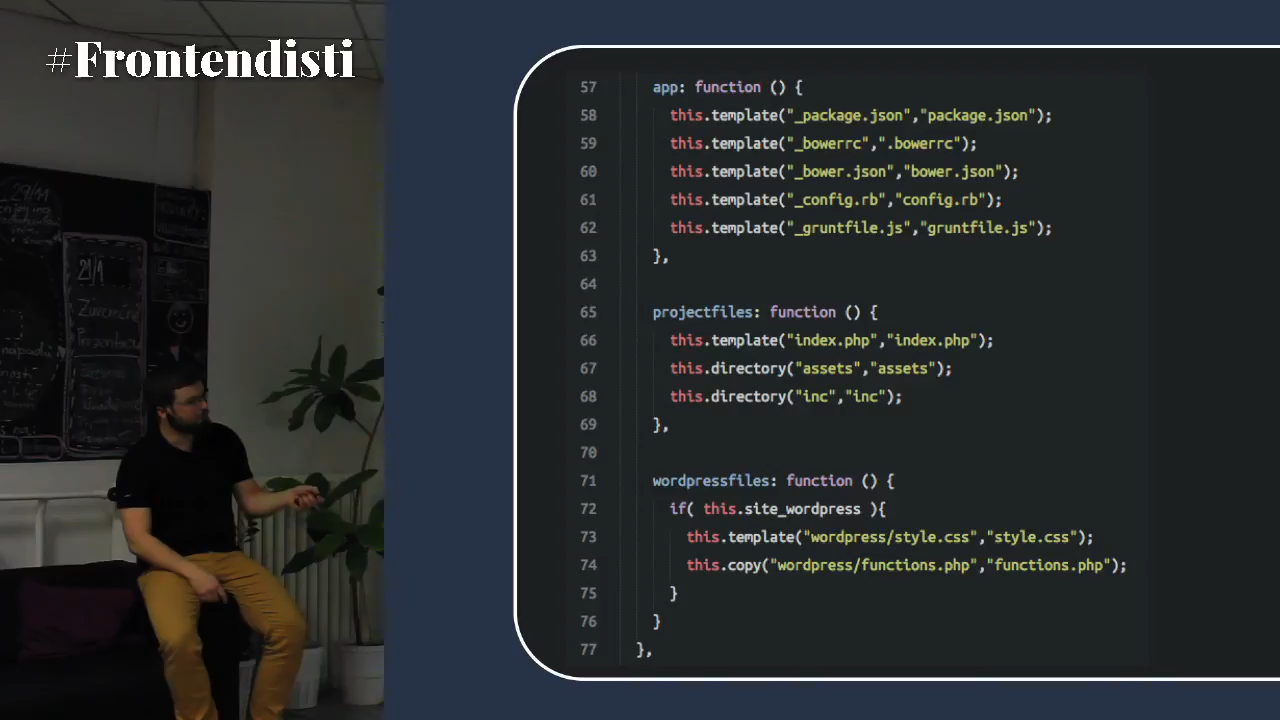 #Frontendisti
57 app: function () {
58 this.template("_package.json","package.json");
59 this.template("_bowerrc",".bowerrc");
60 this.template("_bower.json","bower.json");
61 this.template("_config.rb","config.rb");
62 this.template("_gruntfile.js","gruntfile.js");
63 },
64
65 projectfiles: function () {
66 this.template("index.php","index.php");
67 this.directory("assets","assets");
68 this.directory("inc","inc");
69 },
70
71 wordpressfiles: function () {
72 if( this.site_wordpress ){
73 this.template("wordpress/style.css","style.css");
74 this.copy("wordpress/functions.php","functions.php");
75 }
76 }
77 },
29/11
21/1